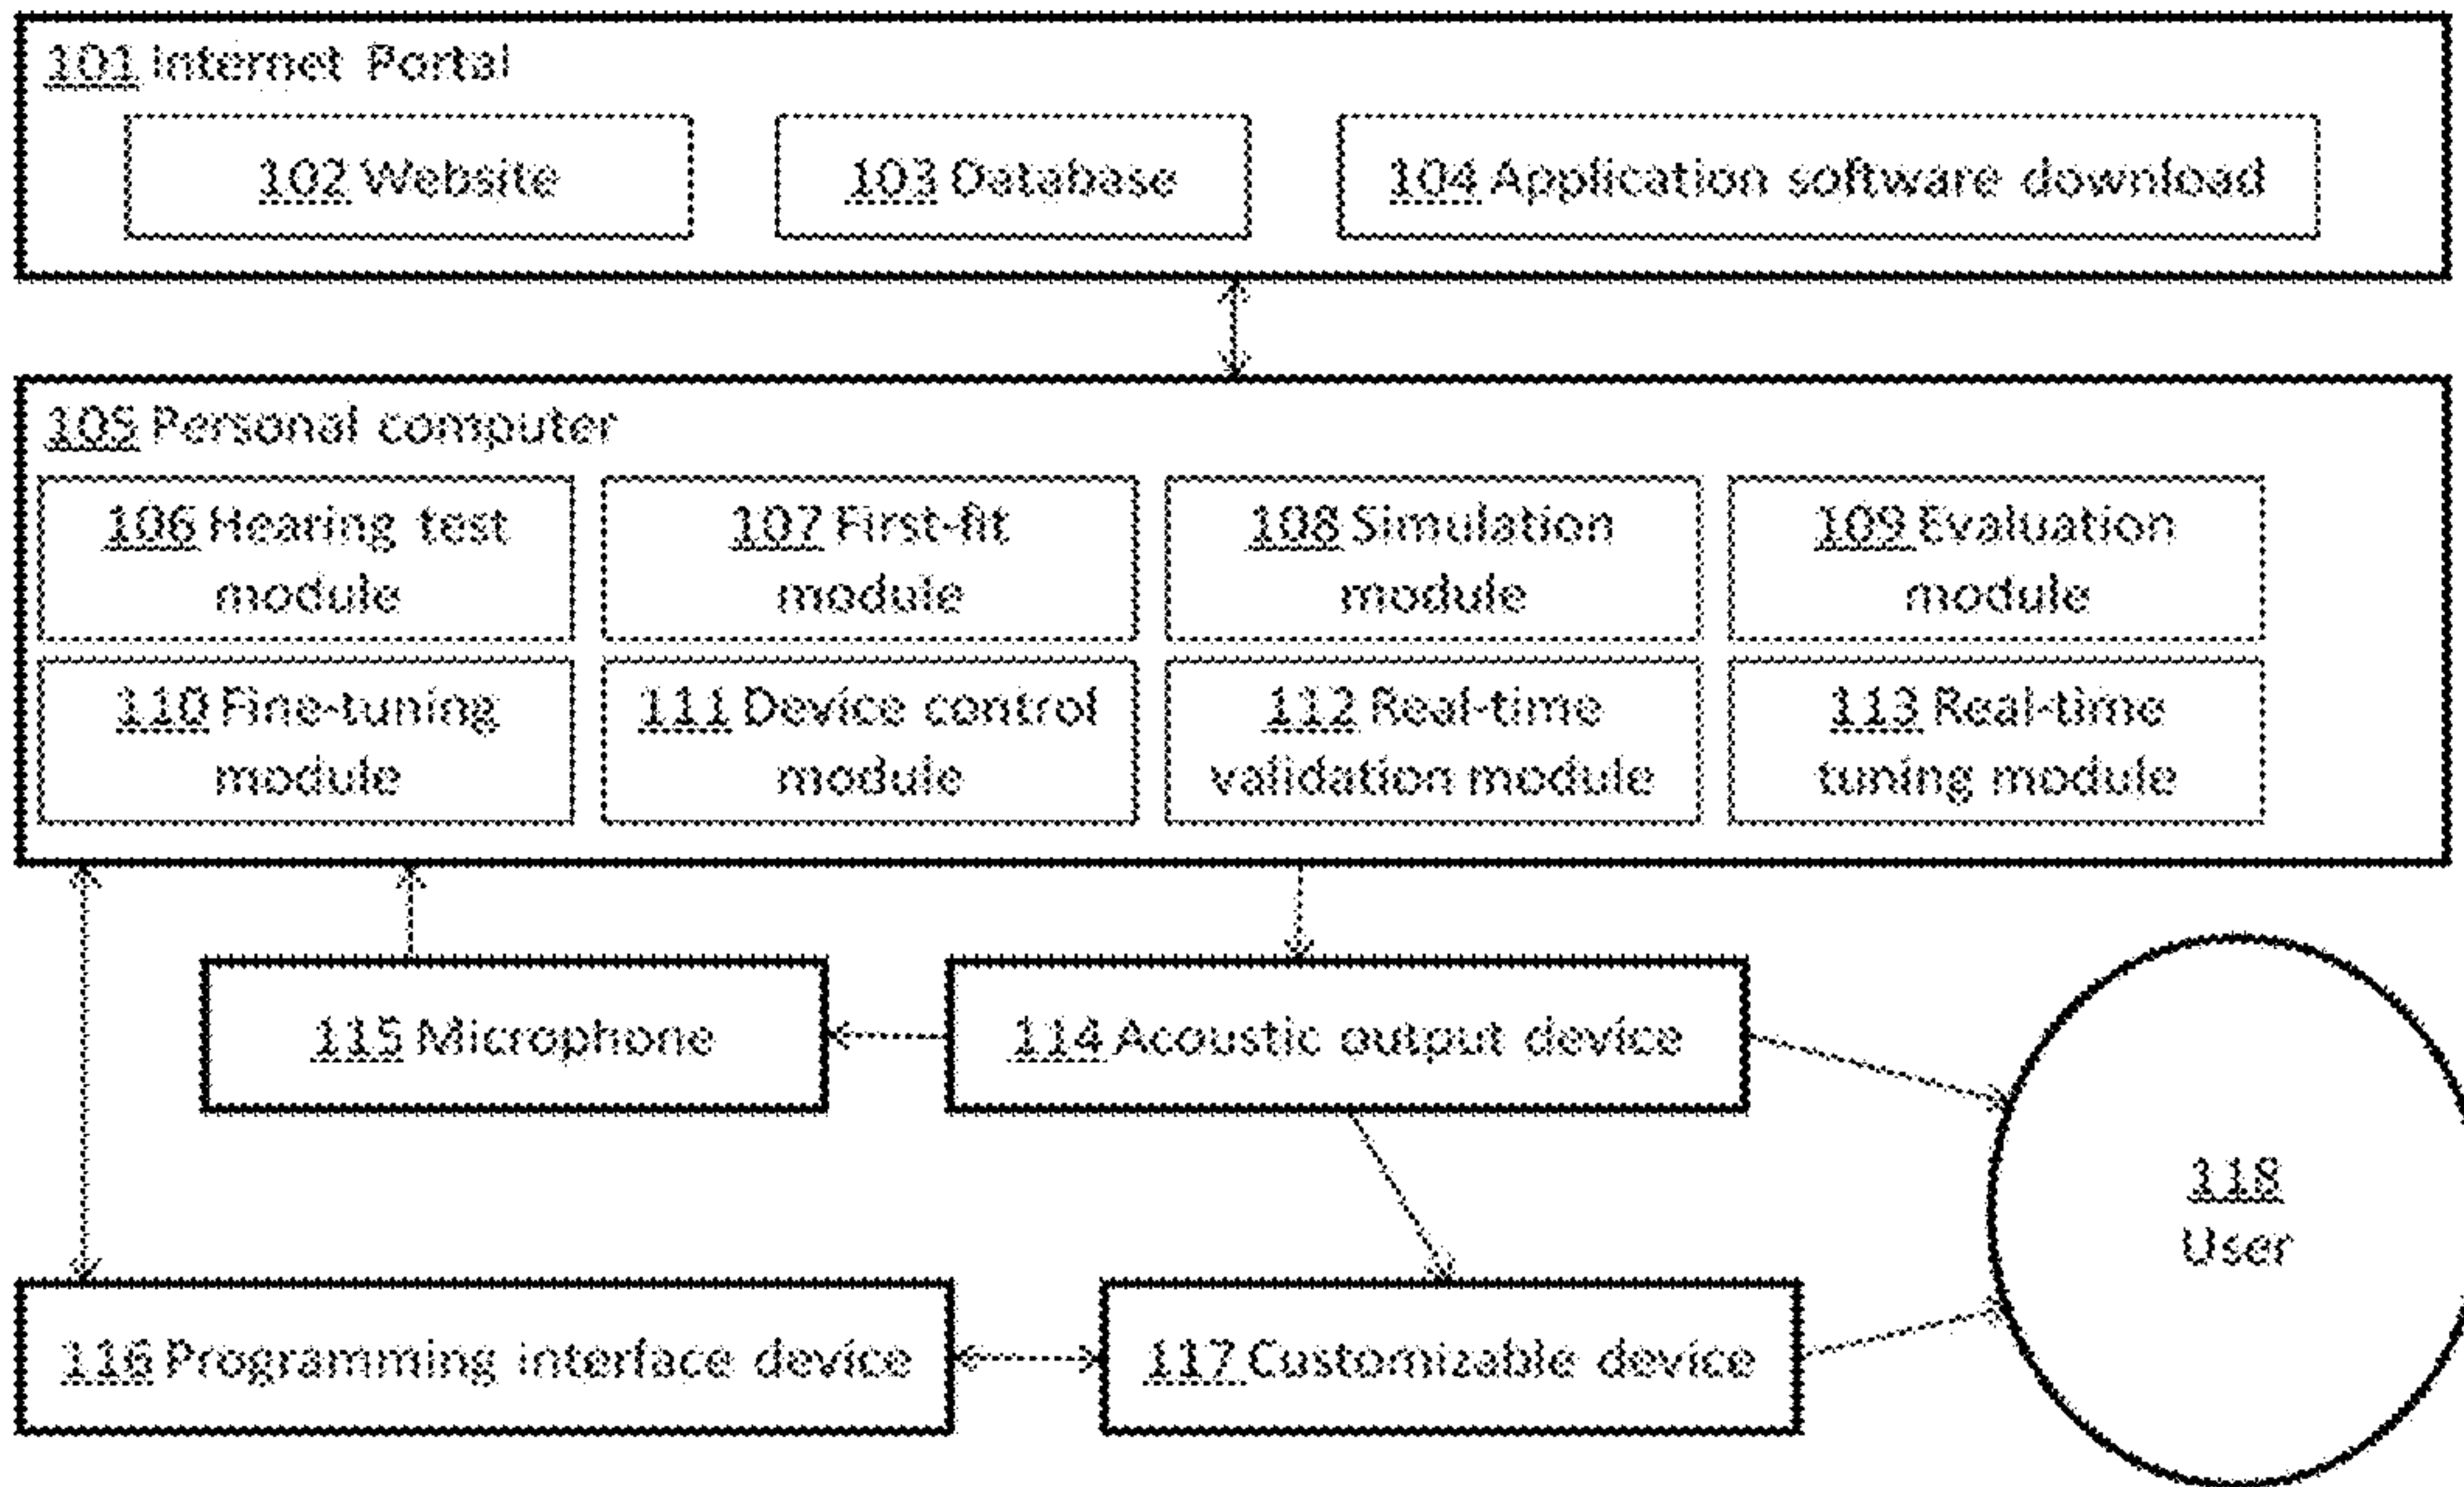 101 Internet Portal
102 Website
103 Database
104 Application software download
105 Personal computer
106 Hearing test
module
107 First-fit
module
108 Simulation
module
109 Evaluation
module
110 Fine-tuning
module
111 Device control
module
112 Real-time
validation module
113 Real-time
tuning module
115 Microphone
114 Acoustic output device
118
User
116 Programming interface device
117 Customizable device